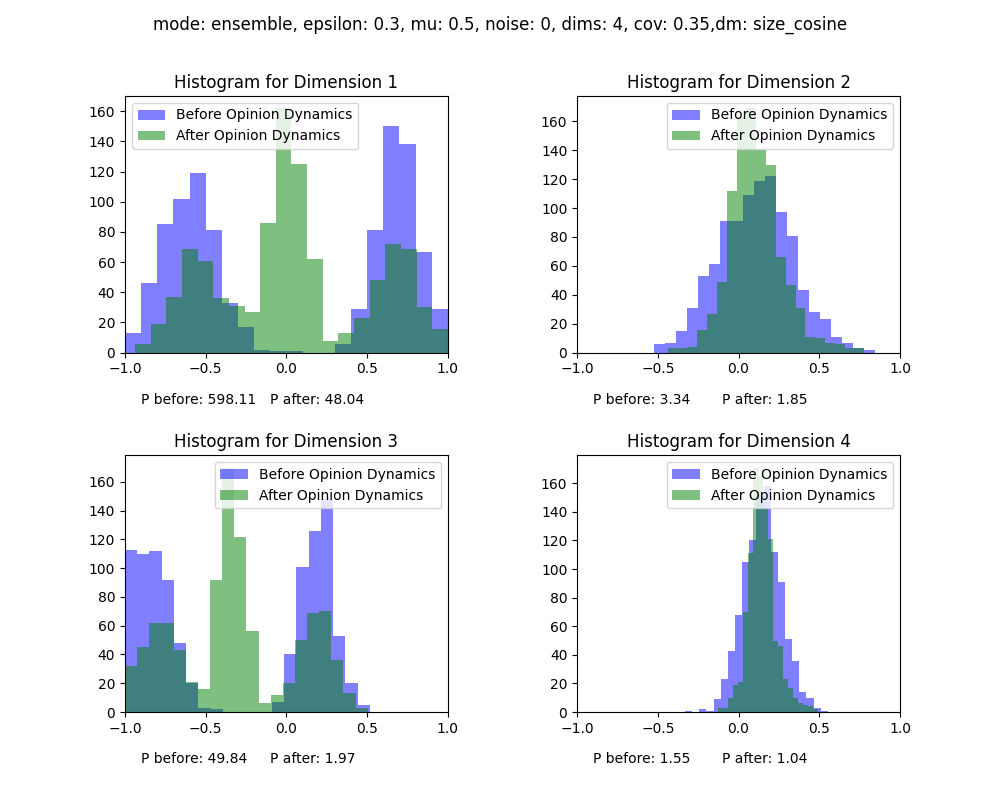 mode: ensemble, epsilon: 0.3, mu: 0.5, noise: 0, dims: 4, cov: 0.35,dm: size_cosine
Histogram for Dimension 1
Before Opinion Dynamics
After Opinion Dynamics
160
140
120
100
80
60
40
20
0
−1.0 −0.5 0.0 0.5 1.0
P before: 598.11 P after: 48.04
Histogram for Dimension 2
Before Opinion Dynamics
After Opinion Dynamics
160
140
120
100
80
60
40
20
0
−1.0 −0.5 0.0 0.5 1.0
P before: 3.34 P after: 1.85
Histogram for Dimension 3
Before Opinion Dynamics
After Opinion Dynamics
160
140
120
100
80
60
40
20
0
−1.0 −0.5 0.0 0.5 1.0
P before: 49.84 P after: 1.97
Histogram for Dimension 4
Before Opinion Dynamics
After Opinion Dynamics
160
140
120
100
80
60
40
20
0
−1.0 −0.5 0.0 0.5 1.0
P before: 1.55 P after: 1.04